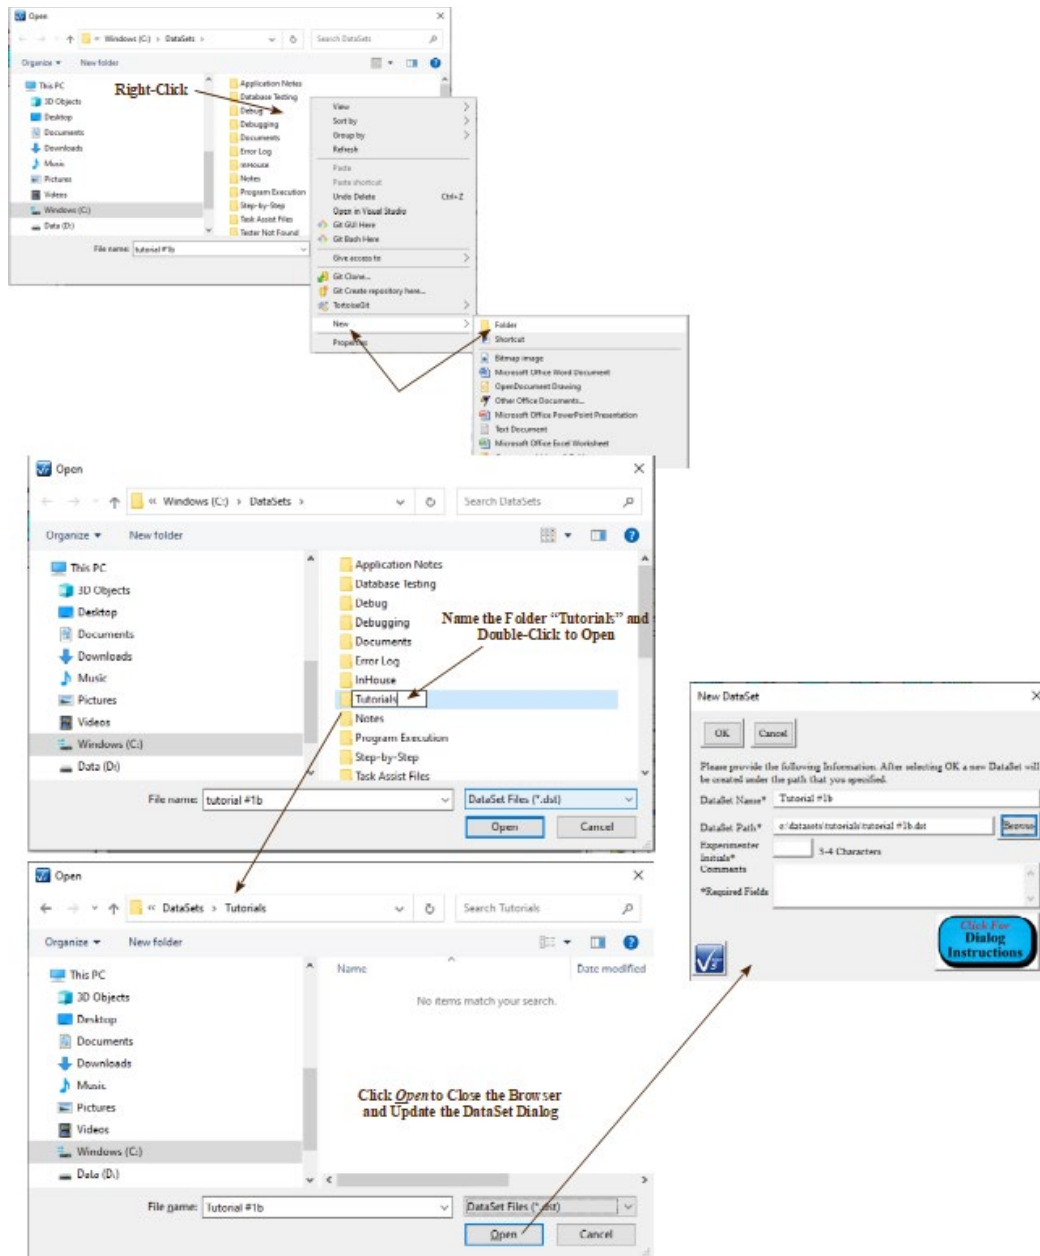 Open
« Windows (C:) › DataSets ›
Search DataSets
Organize
New folder
This PC
3D Objects
Desktop
Documents
Downloads
Music
Pictures
Videos
Windows (C:)
Data (D:)
Right-Click
Application Notes
Database Testing
Debug
Debugging
Documents
Error Log
InHouse
Notes
Program Execution
Step-by-Step
Task Assist Files
Tester Not Found
File name: tutorial #1b
View
Sort by
Group by
Refresh
Paste
Paste shortcut
Undo Delete Ctrl+Z
Open in Visual Studio
Git GUI Here
Git Bash Here
Give access to
Git Clone...
Git Create repository here...
TortoiseGit
New
Properties
Folder
Shortcut
Bitmap image
Microsoft Office Word Document
OpenDocument Drawing
Other Office Documents...
Microsoft Office PowerPoint Presentation
Text Document
Microsoft Office Excel Worksheet
Open
« Windows (C:) › DataSets ›
Search DataSets
Organize
New folder
This PC
3D Objects
Desktop
Documents
Downloads
Music
Pictures
Videos
Windows (C:)
Data (D:)
Application Notes
Database Testing
Debug
Debugging
Documents
Error Log
InHouse
Tutorials
Notes
Program Execution
Step-by-Step
Task Assist Files
Name the Folder “Tutorials” and
Double-Click to Open
File name: tutorial #1b
DataSet Files (*.dst)
Open
Cancel
New DataSet
OK
Cancel
Please provide the following Information. After selecting OK a new DataSet will
be created under the path that you specified.
DataSet Name* Tutorial #1b
DataSet Path* c:\datasets\tutorials\tutorial #1b.dst
Browse
Experimenter
Initials*
3-4 Characters
Comments
*Required Fields
Click For
Dialog
Instructions
Open
« DataSets › Tutorials
Search Tutorials
Organize
New folder
This PC
3D Objects
Desktop
Documents
Downloads
Music
Pictures
Videos
Windows (C:)
Data (D:)
Name
Date modified
No items match your search.
Click Open to Close the Browser
and Update the DataSet Dialog
File name: Tutorial #1b
DataSet Files (*.dst)
Open
Cancel